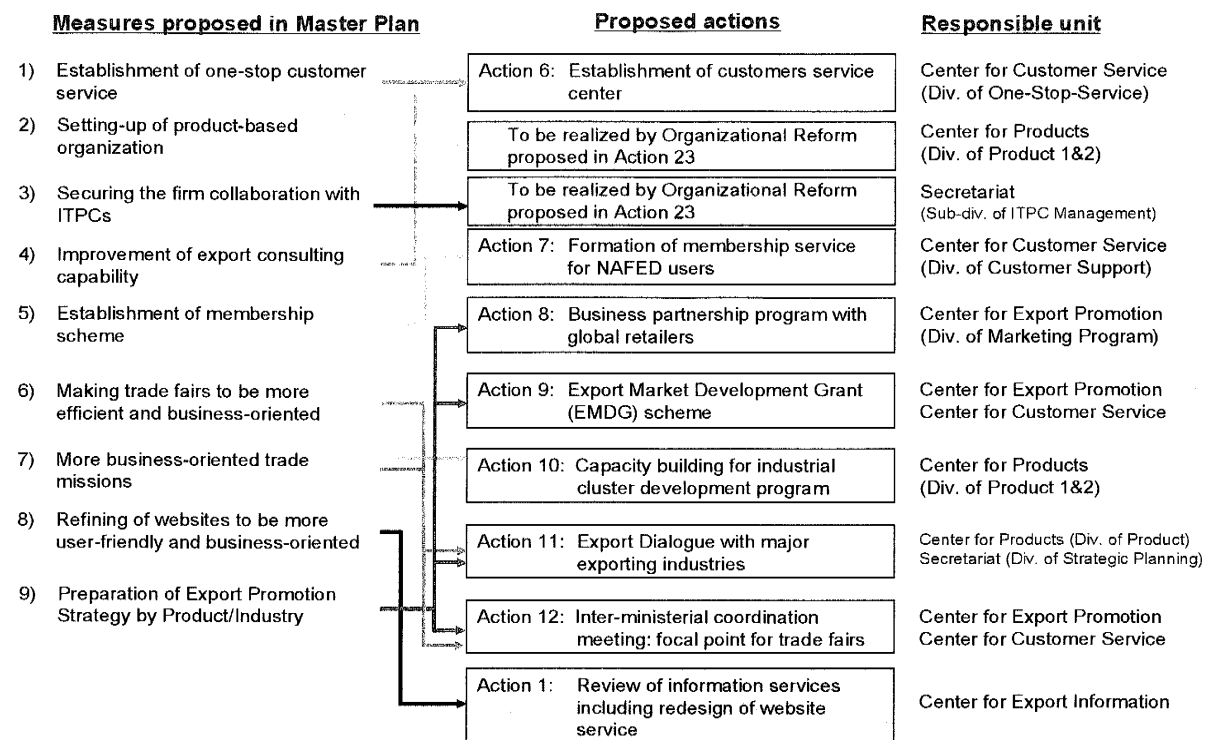 Measures proposed in Master Plan
Proposed actions
Responsible unit
1) Establishment of one-stop customer
service
2) Setting-up of product-based
organization
3) Securing the firm collaboration with
ITPCs
4) Improvement of export consulting
capability
5) Establishment of membership
scheme
6) Making trade fairs to be more
efficient and business-oriented
7) More business-oriented trade
missions
8) Refining of websites to be more
user-friendly and business-oriented
9) Preparation of Export Promotion
Strategy by Product/Industry
Action 6: Establishment of customers service
center
To be realized by Organizational Reform
proposed in Action 23
To be realized by Organizational Reform
proposed in Action 23
Action 7: Formation of membership service
for NAFED users
Action 8: Business partnership program with
global retailers
Action 9: Export Market Development Grant
(EMDG) scheme
Action 10: Capacity building for industrial
cluster development program
Action 11: Export Dialogue with major
exporting industries
Action 12: Inter-ministerial coordination
meeting: focal point for trade fairs
Action 1: Review of information services
including redesign of website
service
Center for Customer Service
(Div. of One-Stop-Service)
Center for Products
(Div. of Product 1&2)
Secretariat
(Sub-div. of ITPC Management)
Center for Customer Service
(Div. of Customer Support)
Center for Export Promotion
(Div. of Marketing Program)
Center for Export Promotion
Center for Customer Service
Center for Products
(Div. of Product 1&2)
Center for Products (Div. of Product)
Secretariat (Div. of Strategic Planning)
Center for Export Promotion
Center for Customer Service
Center for Export Information